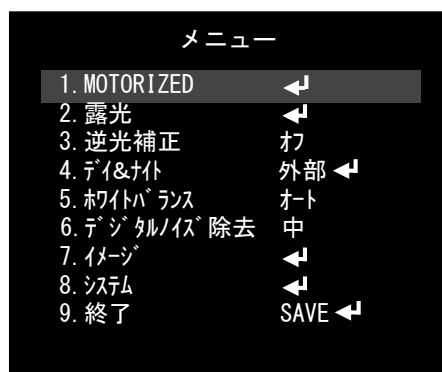 メニュー
1. MOTORIZED ↲
2. 露光 ↲
3. 逆光補正 オフ
4. ﾃﾞｲ&ﾅｲﾄ 外部 ↲
5. ﾎﾜｲﾄﾊﾞﾗﾝｽ ｵｰﾄ
6. ﾃﾞｼﾞﾀﾙﾉｲｽﾞ除去 中
7. ｲﾒｰｼﾞ ↲
8. ｼｽﾃﾑ ↲
9. 終了 SAVE ↲